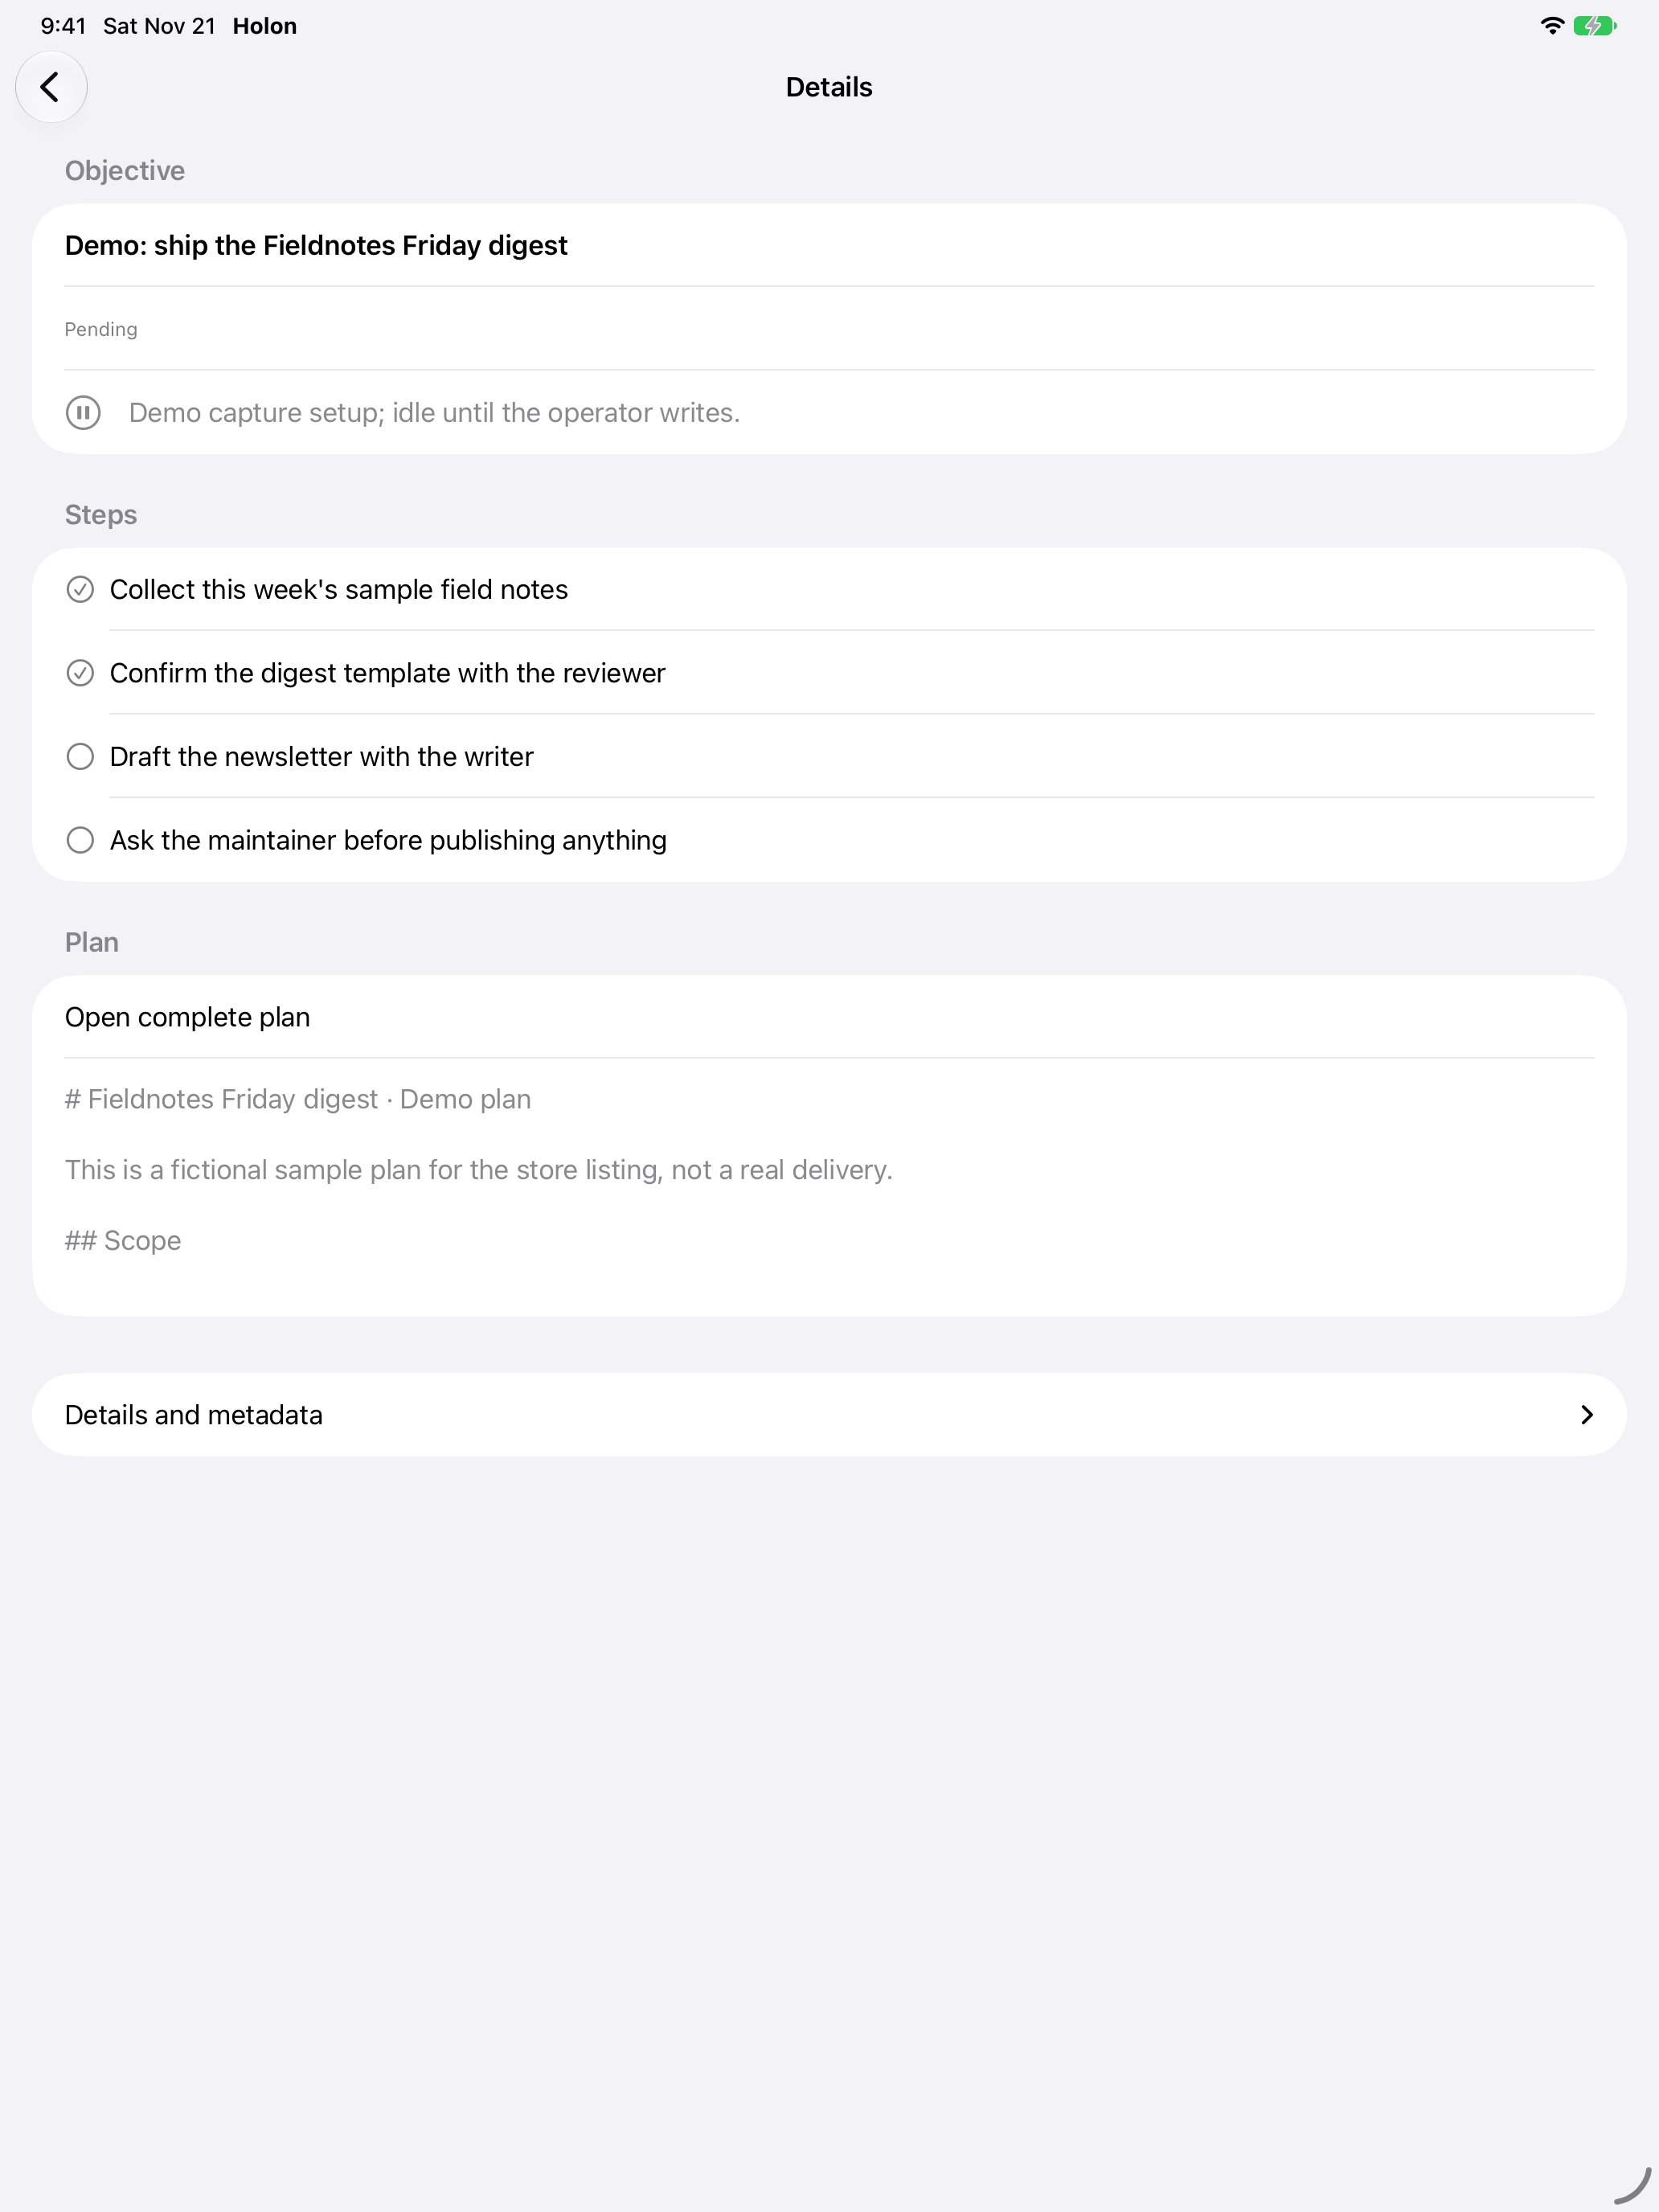 9:41 Sat Nov 21 Holon
Details
Objective
Demo: ship the Fieldnotes Friday digest
Pending
Demo capture setup; idle until the operator writes.
Steps
Collect this week's sample field notes
Confirm the digest template with the reviewer
Draft the newsletter with the writer
Ask the maintainer before publishing anything
Plan
Open complete plan
# Fieldnotes Friday digest · Demo plan
This is a fictional sample plan for the store listing, not a real delivery.
## Scope
Details and metadata